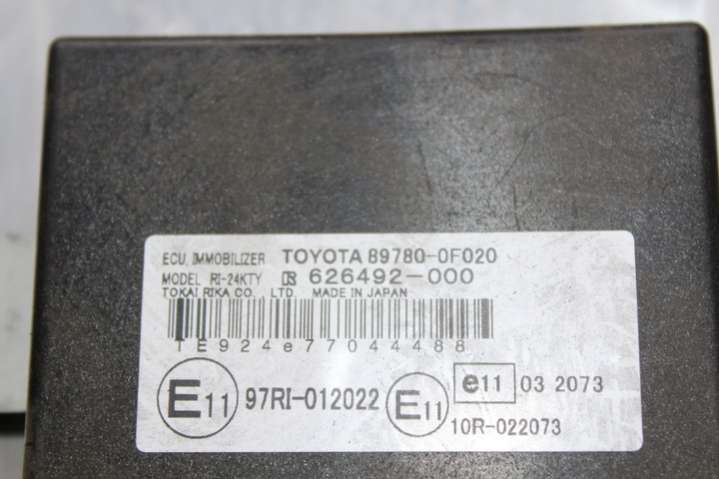 ECU, IMMOBILIZER TOYOTA 89780-0F020
MODEL RI-24KTY 626492-000
TOKAI RIKA CO., LTD. MADE IN JAPAN
TE924e77044488
E11 97RI-012022 E11 e11 03 2073
10R-022073